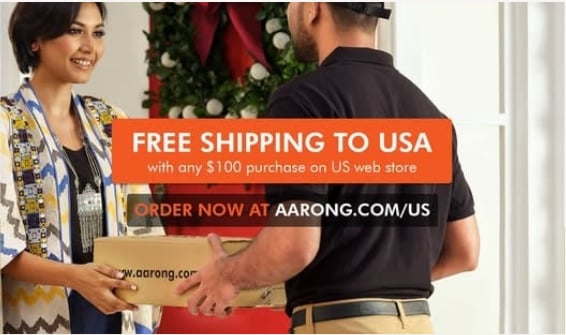 FREE SHIPPING TO USA
with any $100 purchase on US web store
ORDER NOW AT AARONG.COM/US
w.aarong.com